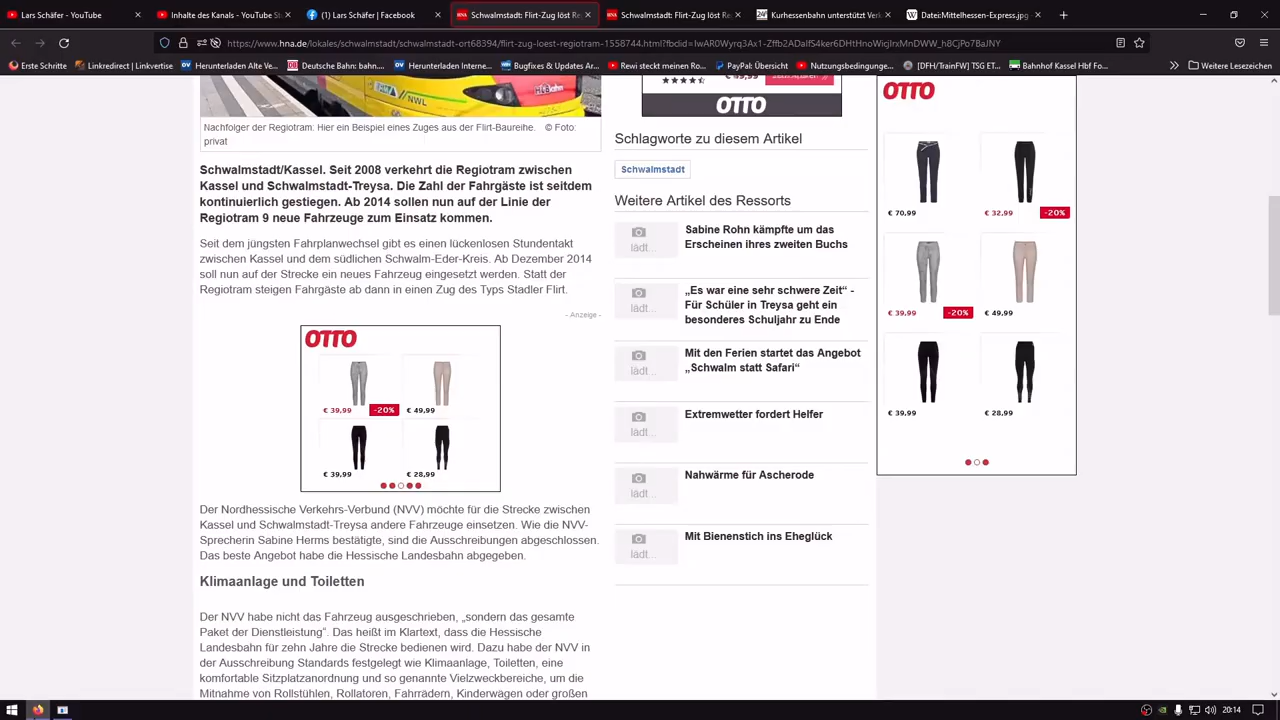 Lars Schäfer - YouTube
Inhalte des Kanals - YouTube
(1) Lars Schäfer | Facebook
Schwalmstadt: Flirt-Zug löst Re
Schwalmstadt: Flirt-Zug löst Reg
Kurhessenbahn unterstützt Verk
Datei:Mittelhessen-Express.jpg
https://www.hna.de/lokales/schwalmstadt/schwalmstadt-ort68394/flirt-zug-loest-regiotram-1558744.html?fbclid=
Erste Schritte
Linkredirect | Linkvertise
Herunterladen Alte Ve...
Deutsche Bahn in den ...
Herunterladen Welten ...
Bugfixes & Updates Ar...
Rewi steckt meinen Ro...
PayPal Übersicht
Nutzungsbedingunge...
[DFH/TrainFW] TSG ET...
Bahnhof Kassel Hbf Fo...
Weitere Lesezeichen
NWL
OTTO
OTTO
Nachfolger der Regiotram: Hier ein Beispiel eines Zuges aus der Flirt-Baureihe. © Foto:
privat
Schwalmstadt/Kassel. Seit 2008 verkehrt die Regiotram zwischen
Kassel und Schwalmstadt-Treysa. Die Zahl der Fahrgäste ist seitdem
kontinuierlich gestiegen. Ab 2014 sollen nun auf der Linie der
Regiotram 9 neue Fahrzeuge zum Einsatz kommen.
Seit dem jüngsten Fahrplanwechsel gibt es einen lückenlosen Stundentakt
zwischen Kassel und dem südlichen Schwalm-Eder-Kreis. Ab Dezember 2014
soll nun auf der Strecke ein neues Fahrzeug eingesetzt werden. Statt der
Regiotram steigen Fahrgäste ab dann in einen Zug des Typs Stadler Flirt.
- Anzeige -
OTTO
€ 39,99 -20% € 49,99
€ 39,99 € 28,99
Der Nordhessische Verkehrs-Verbund (NVV) möchte für die Strecke zwischen
Kassel und Schwalmstadt-Treysa andere Fahrzeuge einsetzen. Wie die NVV-
Sprecherin Sabine Herms bestätigte, sind die Ausschreibungen abgeschlossen.
Das beste Angebot habe die Hessische Landesbahn abgegeben.
Klimaanlage und Toiletten
Der NVV habe nicht das Fahrzeug ausgeschrieben, „sondern das gesamte
Paket der Dienstleistung“. Das heißt im Klartext, dass die Hessische
Landesbahn für zehn Jahre die Strecke bedienen wird. Dazu habe der NVV in
der Ausschreibung Standards festgelegt wie Klimaanlage, Toiletten, eine
komfortable Sitzplatzanordnung und so genannte Vielzweckbereiche, um die
Mitnahme von Rollstühlen, Rollatoren, Fahrrädern, Kinderwägen oder großen
Schlagworte zu diesem Artikel
Schwalmstadt
Weitere Artikel des Ressorts
lädt...
Sabine Rohn kämpfte um das
Erscheinen ihres zweiten Buchs
lädt...
„Es war eine sehr schwere Zeit“ -
Für Schüler in Treysa geht ein
besonderes Schuljahr zu Ende
lädt...
Mit den Ferien startet das Angebot
„Schwalm statt Safari“
lädt...
Extremwetter fordert Helfer
lädt...
Nahwärme für Ascherode
lädt...
Mit Bienenstich ins Eheglück
€ 70,99 € 32,99 -20%
€ 39,99 -20% € 49,99
€ 39,99 € 28,99
20:14